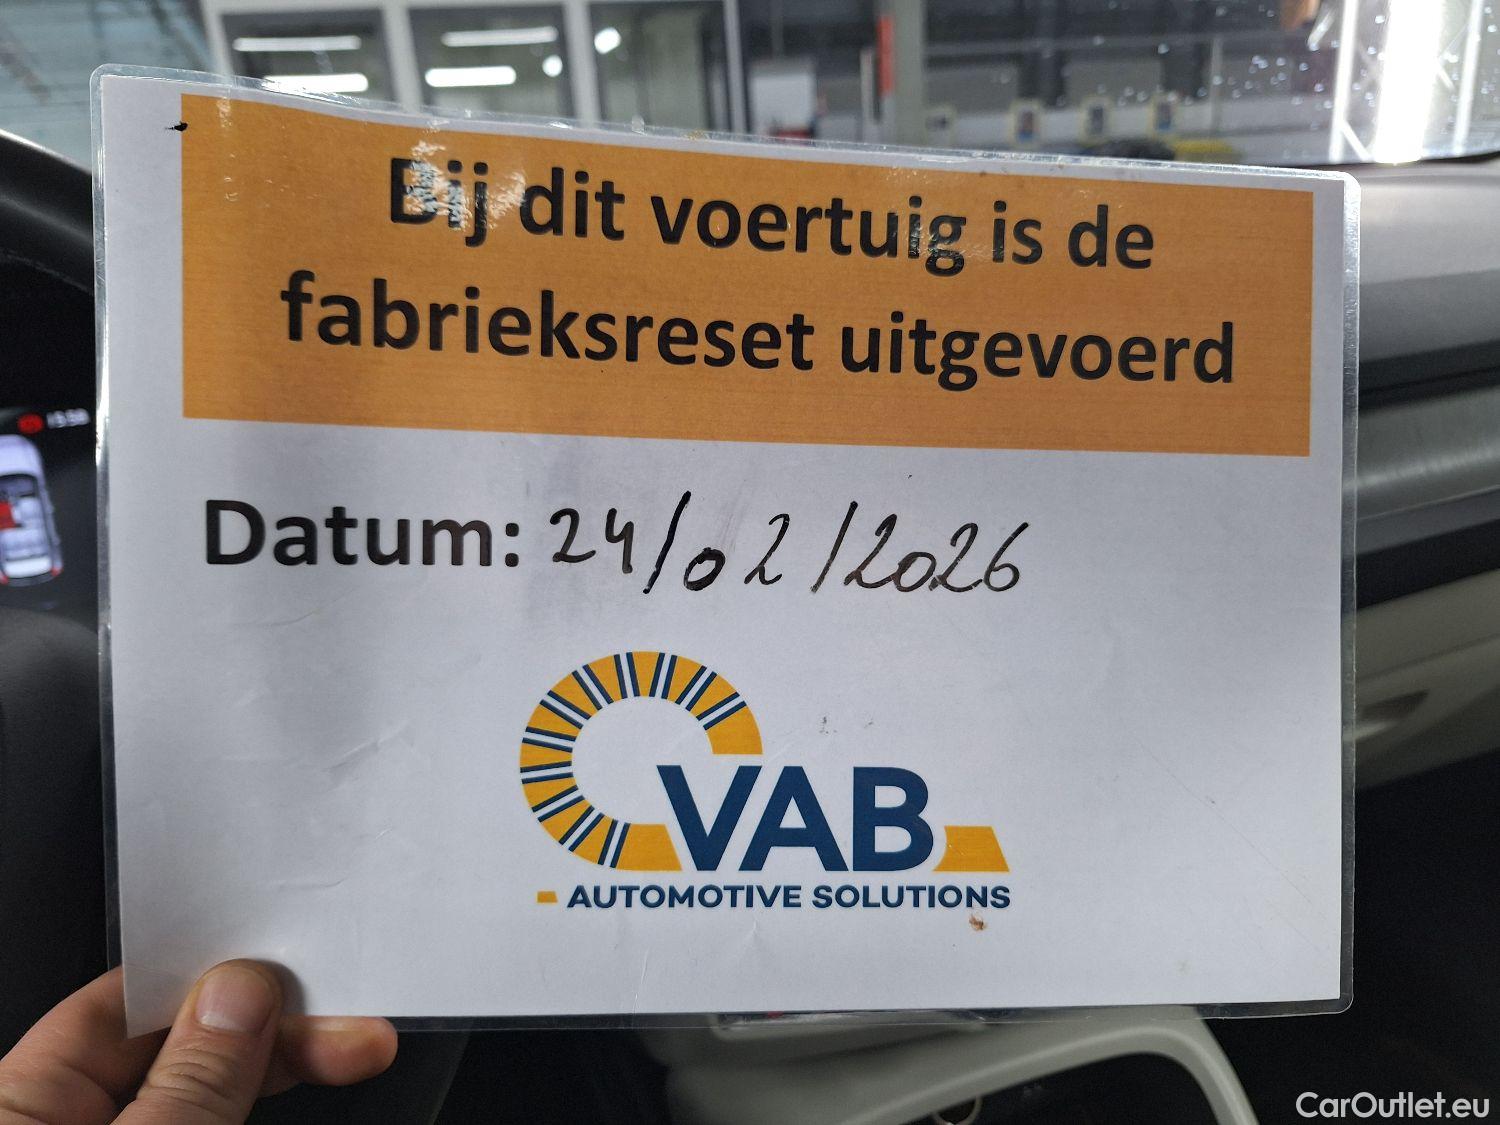 Bij dit voertuig is de
fabrieksreset uitgevoerd
Datum: 24/02/2026
VAB
AUTOMOTIVE SOLUTIONS
CarOutlet.eu